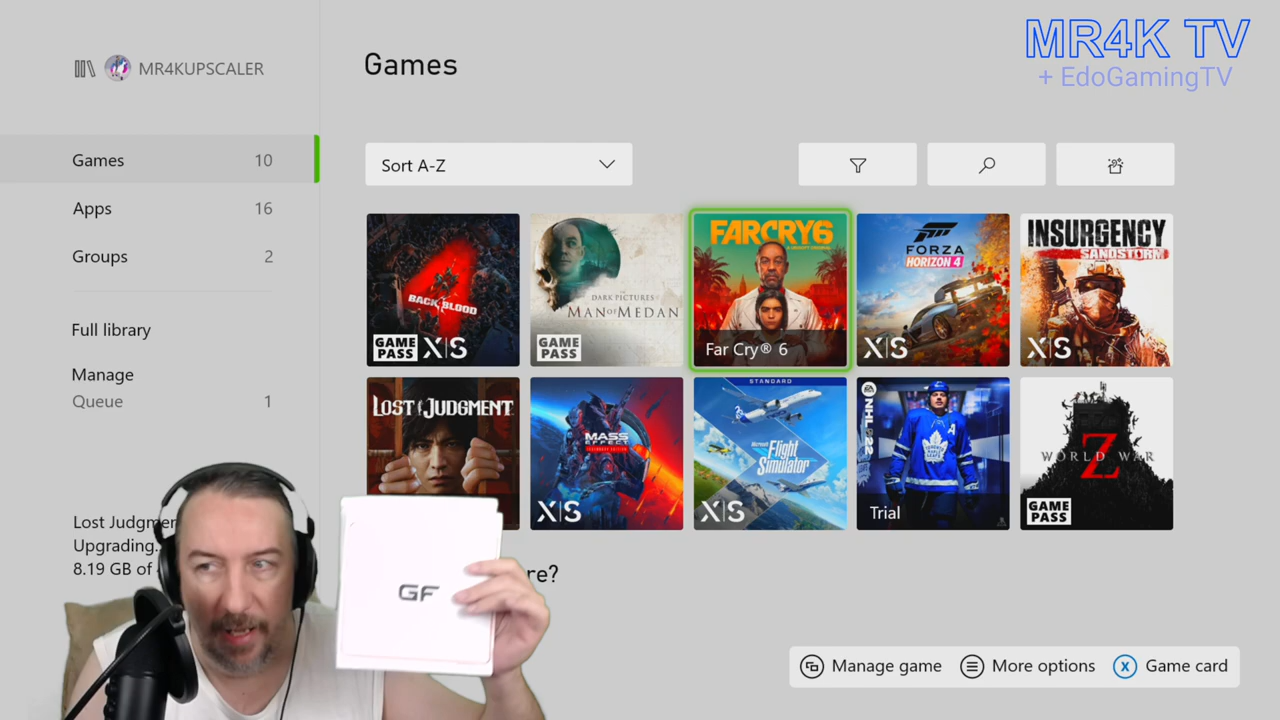 MR4K TV
+ EdoGamingTV
MR4KUPSCALER
Games
Games 10
Apps 16
Groups 2
Full library
Manage
Queue 1
Lost Judgmen
Upgrading.
8.19 GB of
Sort A-Z
4
BACK BLOOD
GAME PASS X|S
THE DARK PICTURES
MAN OF MEDAN
GAME PASS
FARCRY6
Far Cry® 6
FORZA
HORIZON 4
X|S
INSURGENCY
SANDSTORM
X|S
LOST JUDGMENT
MASS EFFECT
LEGENDARY EDITION
X|S
STANDARD
Microsoft
Flight
Simulator
X|S
EA
NHL 22
A
Trial
WORLD WAR
Z
GAME PASS
GF
re?
Manage game
More options
X Game card